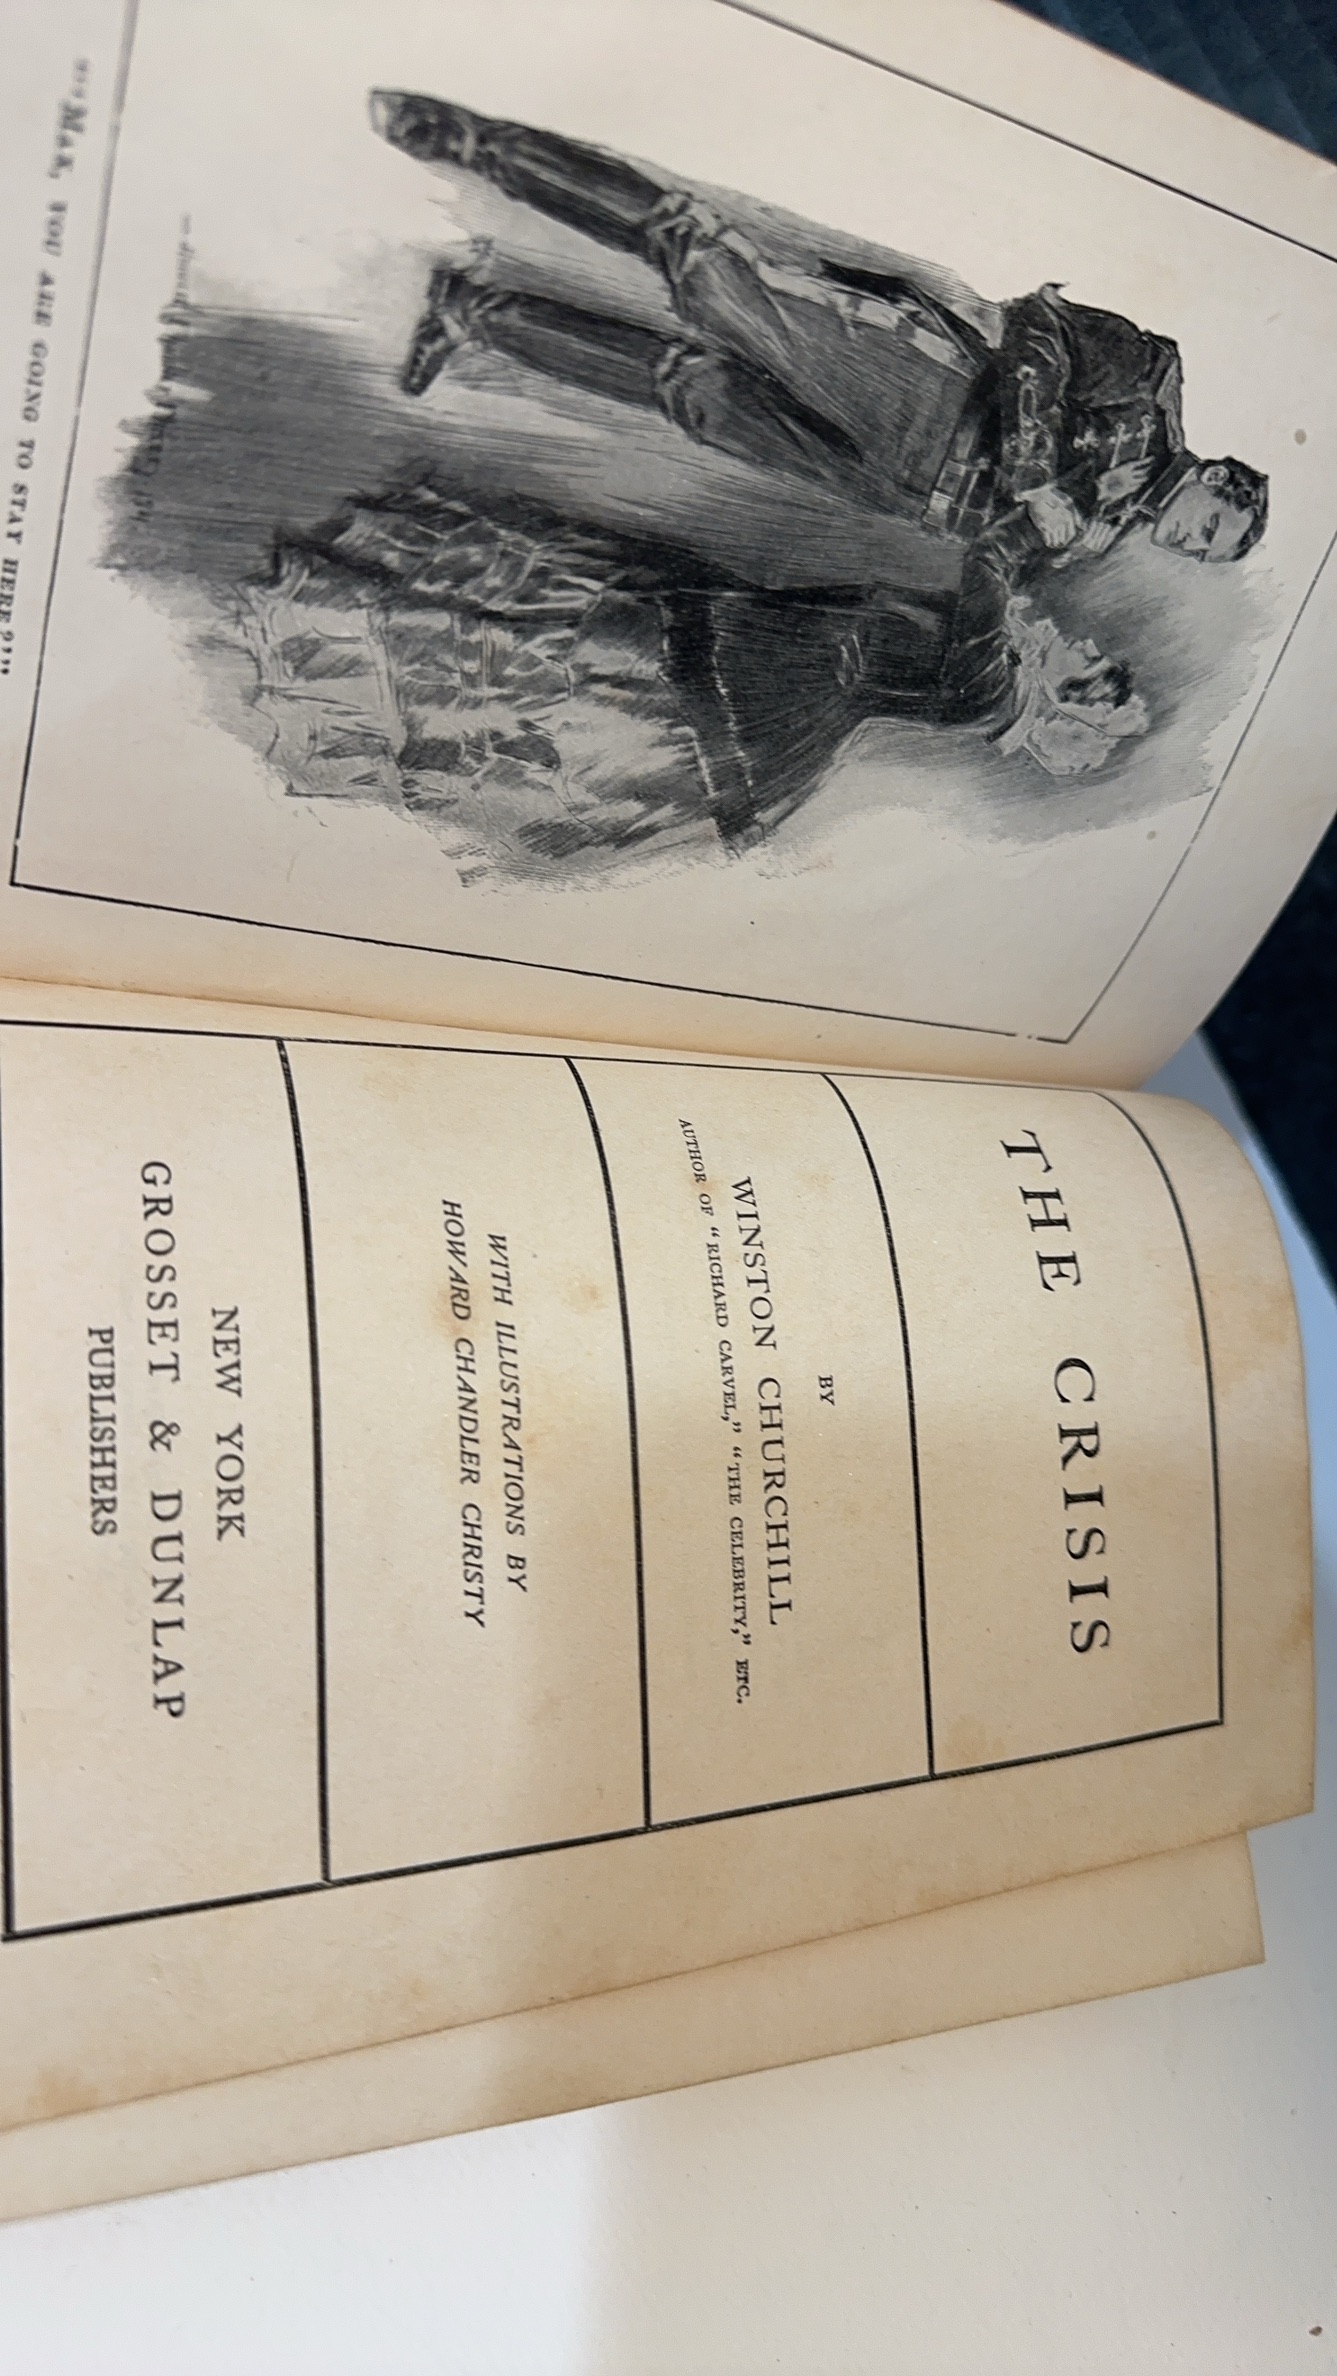 "'Max, you are going to stay here?'"
THE CRISIS
BY
WINSTON CHURCHILL
AUTHOR OF "RICHARD CARVEL," "THE CELEBRITY," ETC.
WITH ILLUSTRATIONS BY
HOWARD CHANDLER CHRISTY
NEW YORK
GROSSET & DUNLAP
PUBLISHERS